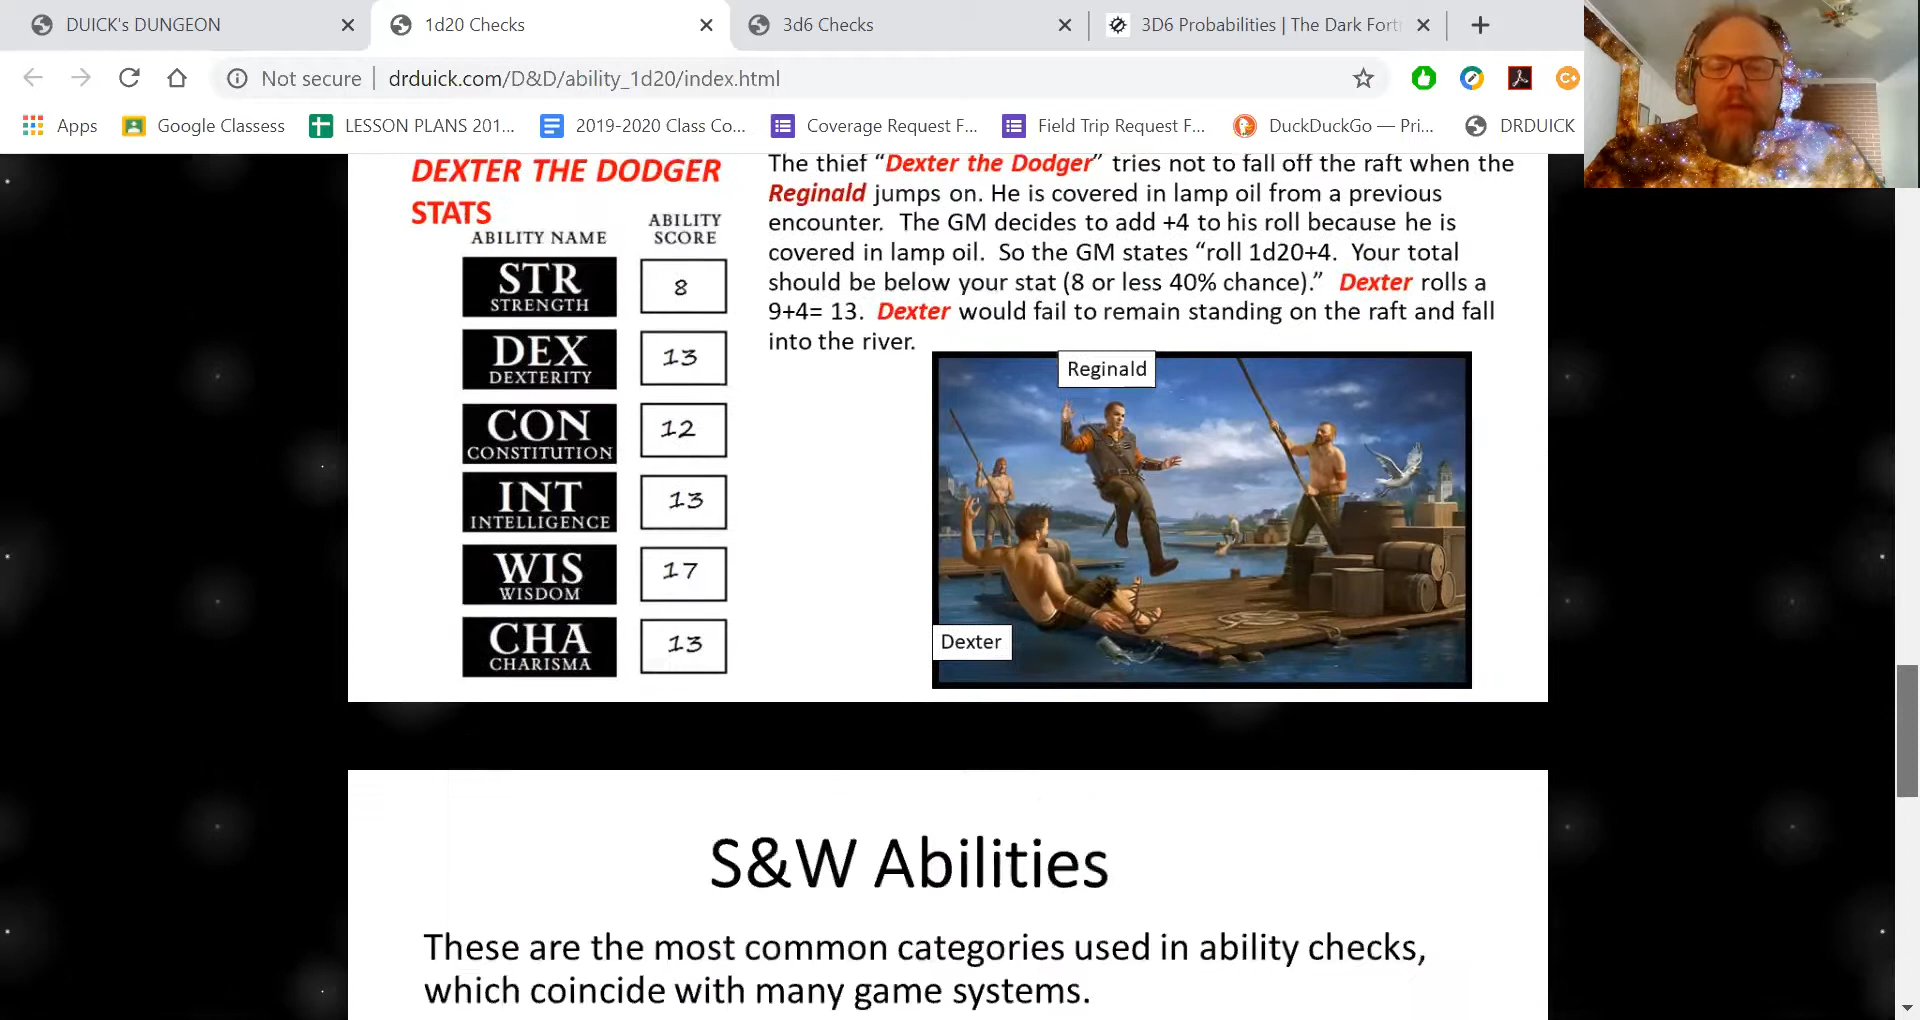 DUICK's DUNGEON
1d20 Checks
3d6 Checks
3D6 Probabilities | The Dark Fort
Not secure | drduick.com/D&D/ability_1d20/index.html
Apps
Google Classess
LESSON PLANS 201...
2019-2020 Class Co...
Coverage Request F...
Field Trip Request F...
DuckDuckGo — Pri...
DRDUICK
DEXTER THE DODGER
STATS
ABILITY NAME
ABILITY
SCORE
STR
STRENGTH
8
DEX
DEXTERITY
13
CON
CONSTITUTION
12
INT
INTELLIGENCE
13
WIS
WISDOM
17
CHA
CHARISMA
13
The thief “Dexter the Dodger” tries not to fall off the raft when the
Reginald jumps on. He is covered in lamp oil from a previous
encounter. The GM decides to add +4 to his roll because he is
covered in lamp oil. So the GM states “roll 1d20+4. Your total
should be below your stat (8 or less 40% chance).” Dexter rolls a
9+4= 13. Dexter would fail to remain standing on the raft and fall
into the river.
Reginald
Dexter
S&W Abilities
These are the most common categories used in ability checks,
which coincide with many game systems.